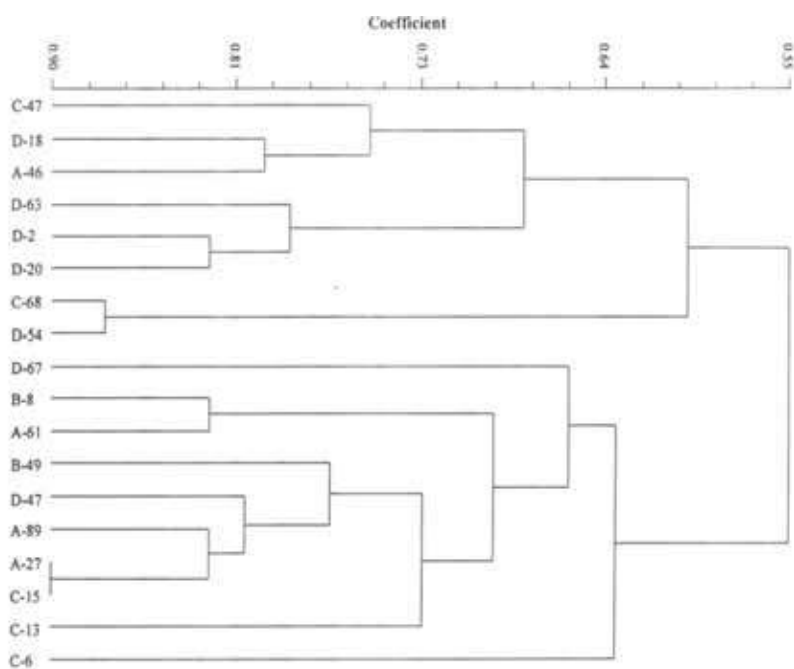 Coefficient
0.90 0.81 0.73 0.64 0.55
C-47
D-18
A-46
D-63
D-2
D-20
C-68
D-54
D-67
B-8
A-61
B-49
D-47
A-89
A-27
C-15
C-13
C-6